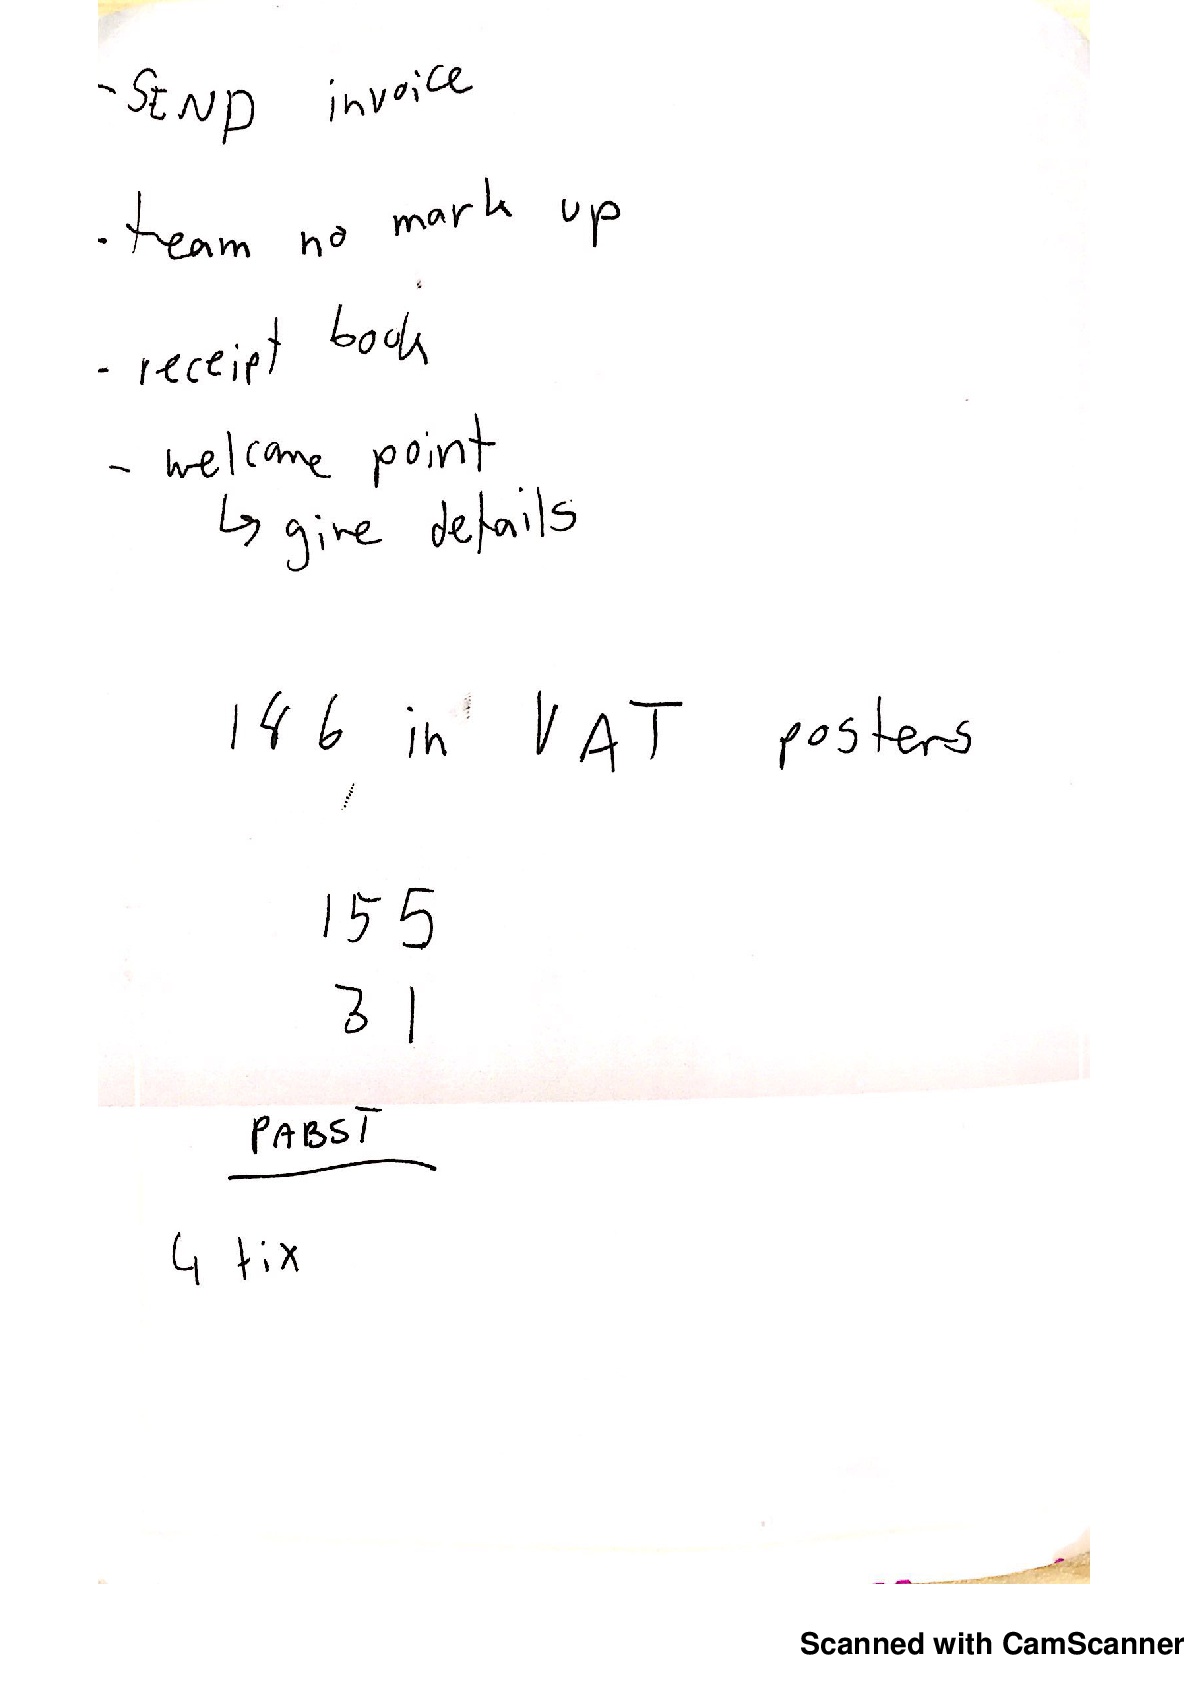 - SEND invoice
. team no mark up
- receipt book
- welcome point
↳ give details
186 in VAT posters
155
31
PABST
4 tix
Scanned with CamScanner